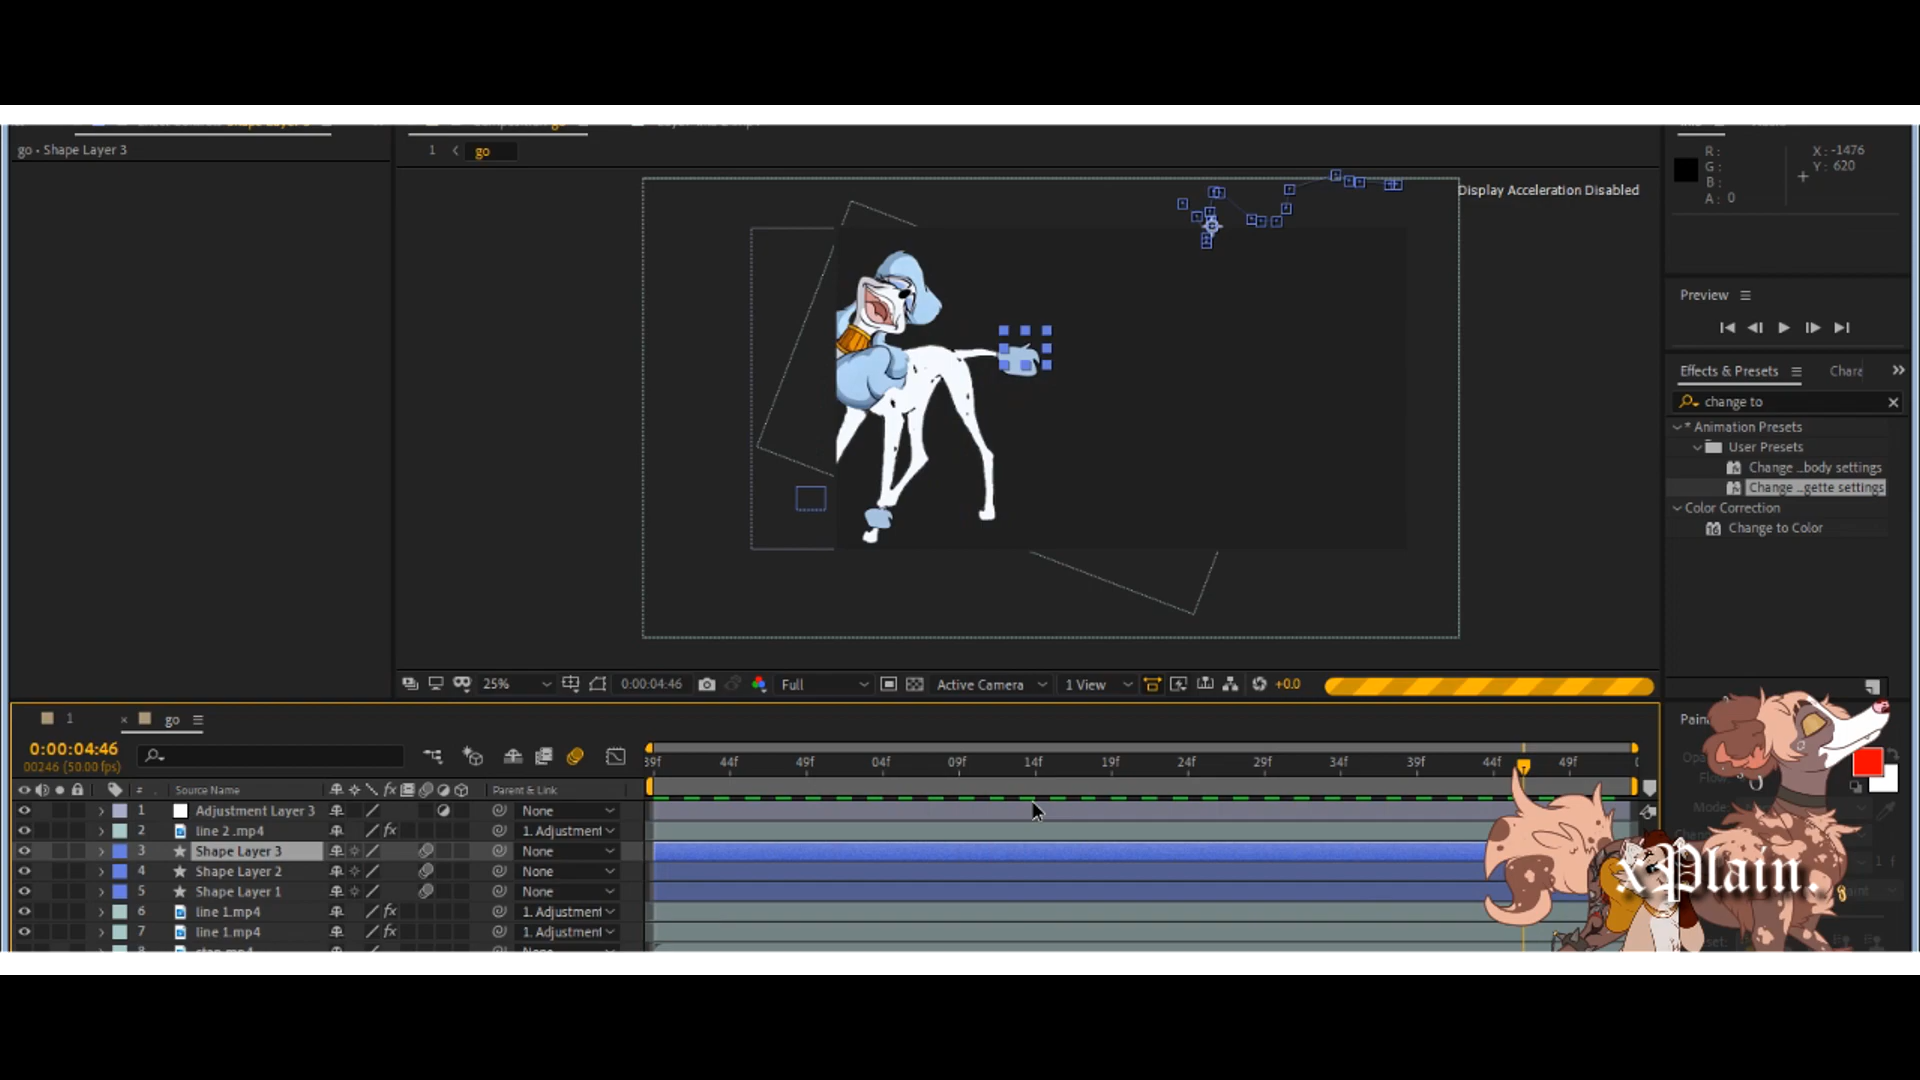 go • Shape Layer 3
1 < go
Display Acceleration Disabled
R :
G :
B :
A : 0
X : -1476
Y : 620
Preview
Effects & Presets
change to
* Animation Presets
User Presets
Change ...body settings
Change ...gette settings
Color Correction
Change to Color
25%
0:00:04:46
Full
Active Camera
1 View
+0.0
1
× go
0:00:04:46
00246 (50.00 fps)
39f 44f 49f 04f 09f 14f 19f 24f 29f 34f 39f 44f 49f
# Source Name
Parent & Link
1 Adjustment Layer 3 None
2 line 2 .mp4 fx 1. Adjustment
3 Shape Layer 3 None
4 Shape Layer 2 None
5 Shape Layer 1 None
6 line 1.mp4 fx 1. Adjustment
7 line 1.mp4 fx 1. Adjustment
xPlain.